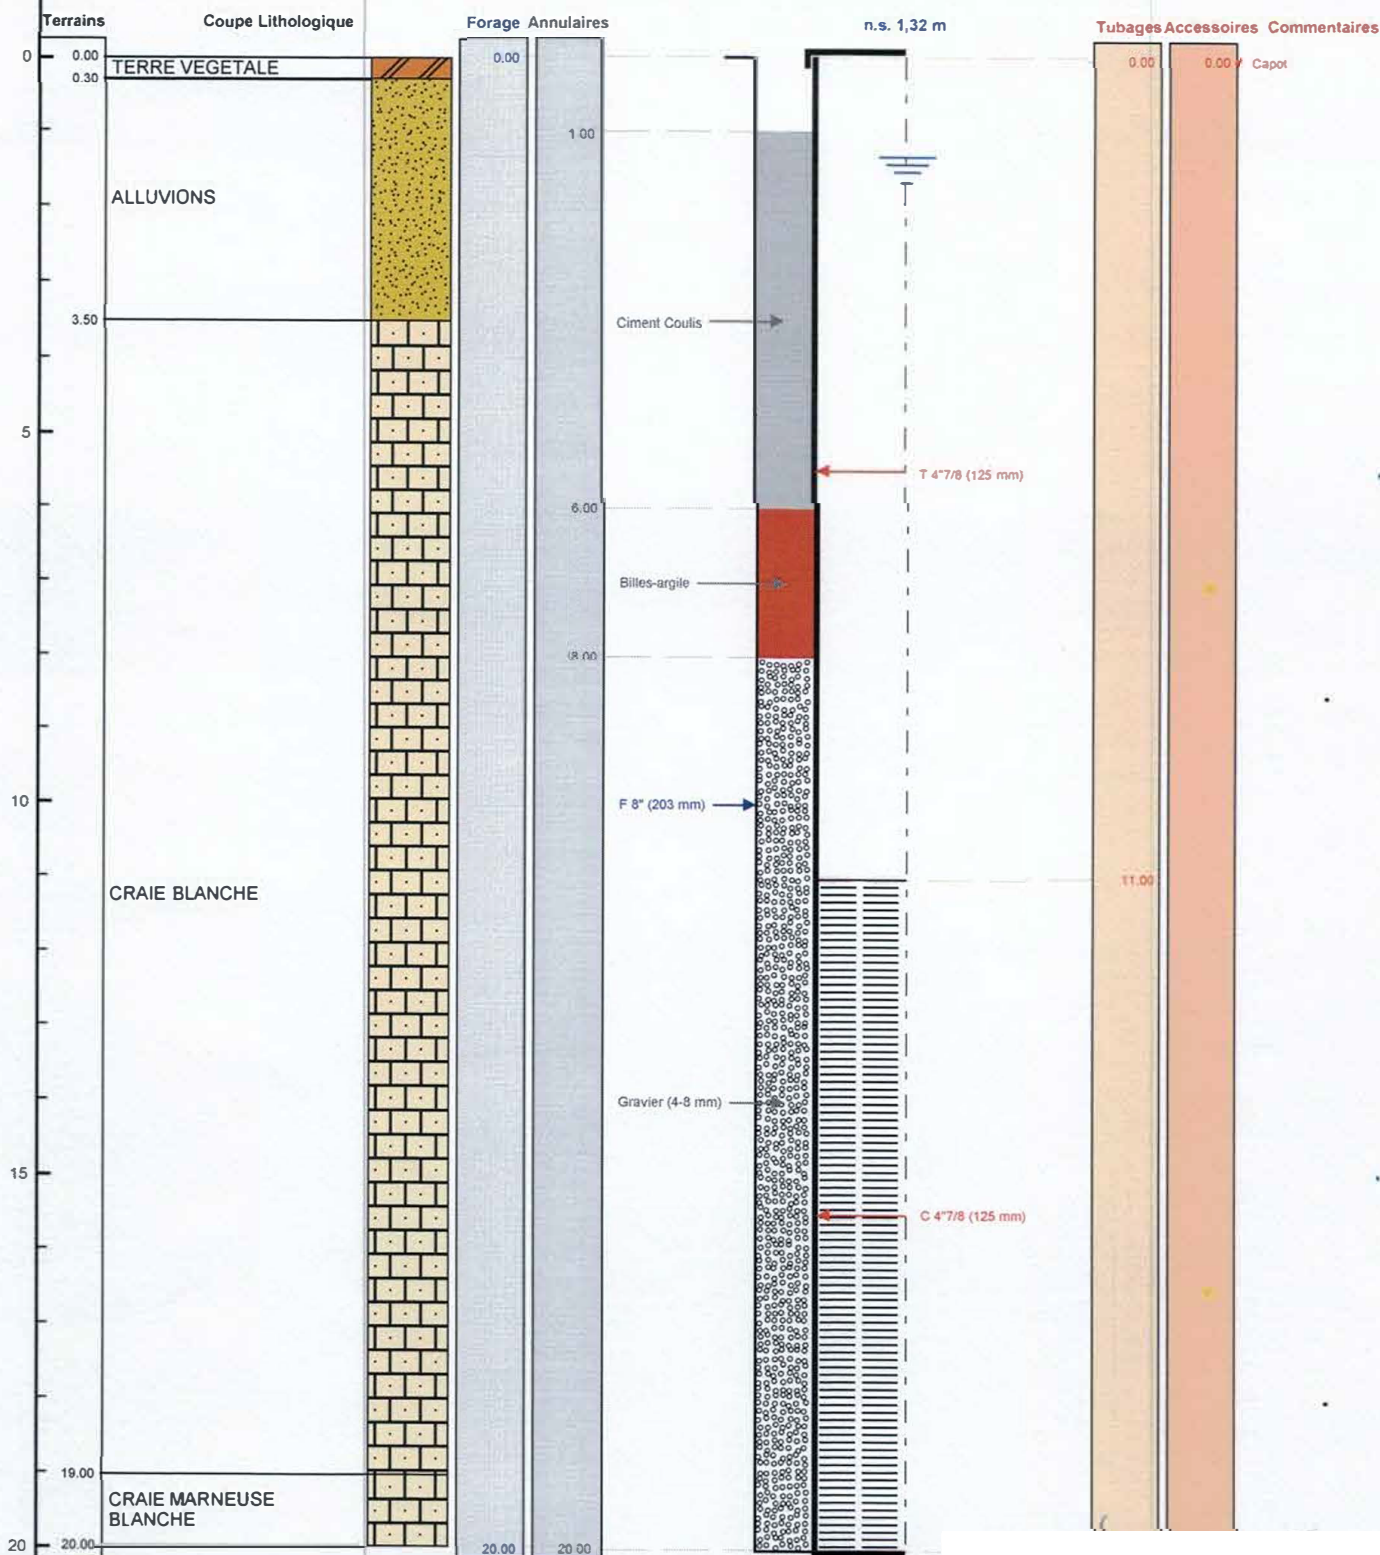 Terrains Coupe Lithologique Forage Annulaires n.s. 1,32 m Tubages Accessoires Commentaires
0 0.00 TERRE VEGETALE 0.00 0.00 0.00 Capot
0.30
1.00
ALLUVIONS
3.50
Ciment Coulis
5
T 4"7/8 (125 mm)
6.00
Billes-argile
8.00
10 F 8" (203 mm)
11.00
CRAIE BLANCHE
Gravier (4-8 mm)
15
C 4"7/8 (125 mm)
19.00
CRAIE MARNEUSE
BLANCHE
20 20.00 20.00 20.00